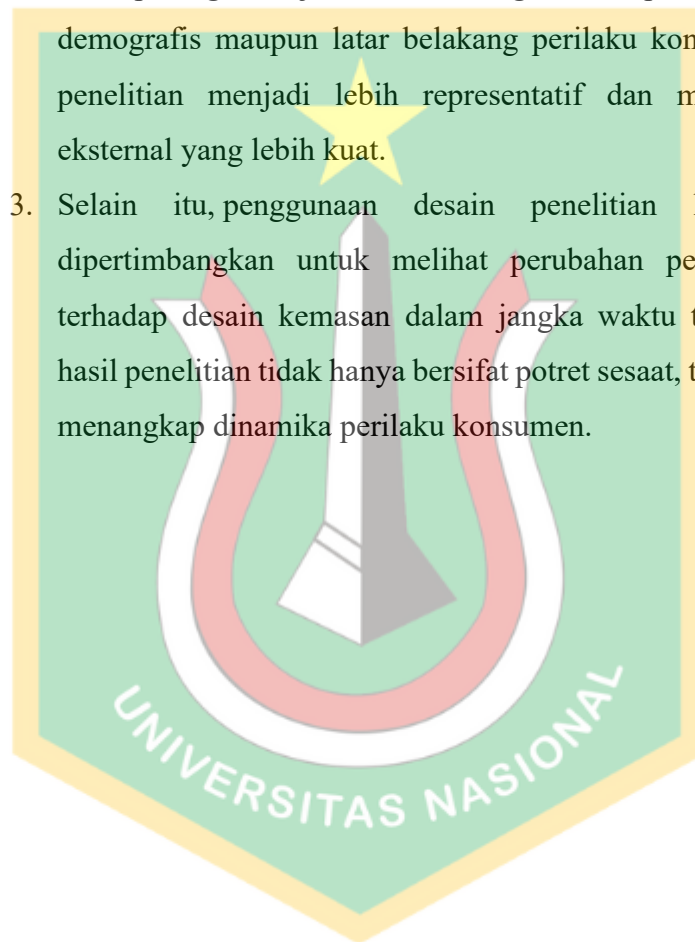 demografis maupun latar belakang perilaku
penelitian menjadi lebih representatif dan
eksternal yang lebih kuat.
3. Selain itu, penggunaan desain penelitian
dipertimbangkan untuk melihat perubahan
terhadap desain kemasan dalam jangka waktu
hasil penelitian tidak hanya bersifat potret sesaat,
menangkap dinamika perilaku konsumen.
UNIVERSITAS NASIONAL